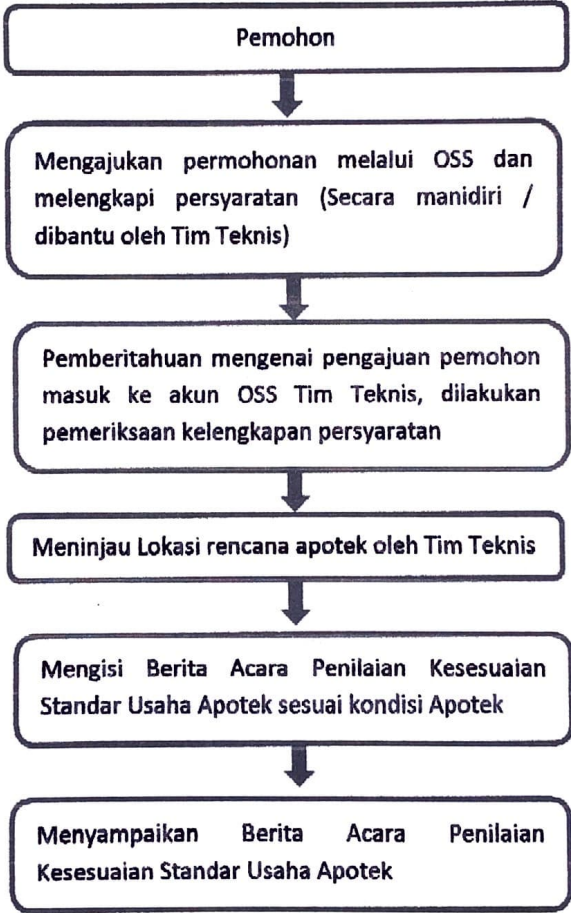 Pemohon
Mengajukan permohonan melalui OSS dan
melengkapi persyaratan (Secara manidiri /
dibantu oleh Tim Teknis)
Pemberitahuan mengenai pengajuan pemohon
masuk ke akun OSS Tim Teknis, dilakukan
pemeriksaan kelengkapan persyaratan
Meninjau Lokasi rencana apotek oleh Tim Teknis
Mengisi Berita Acara Penilaian Kesesuaian
Standar Usaha Apotek sesuai kondisi Apotek
Menyampaikan Berita Acara Penilaian
Kesesuaian Standar Usaha Apotek